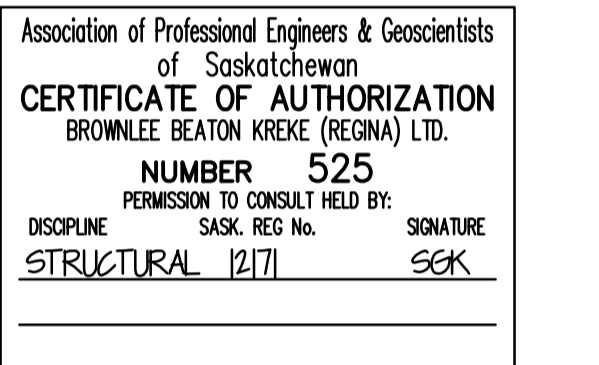 Association of Professional Engineers & Geoscientists
of Saskatchewan
CERTIFICATE OF AUTHORIZATION
BROWNLEE BEATON KREKE (REGINA) LTD.
NUMBER 525
PERMISSION TO CONSULT HELD BY:
DISCIPLINE SASK. REG No. SIGNATURE
STRUCTURAL 12171 SGK